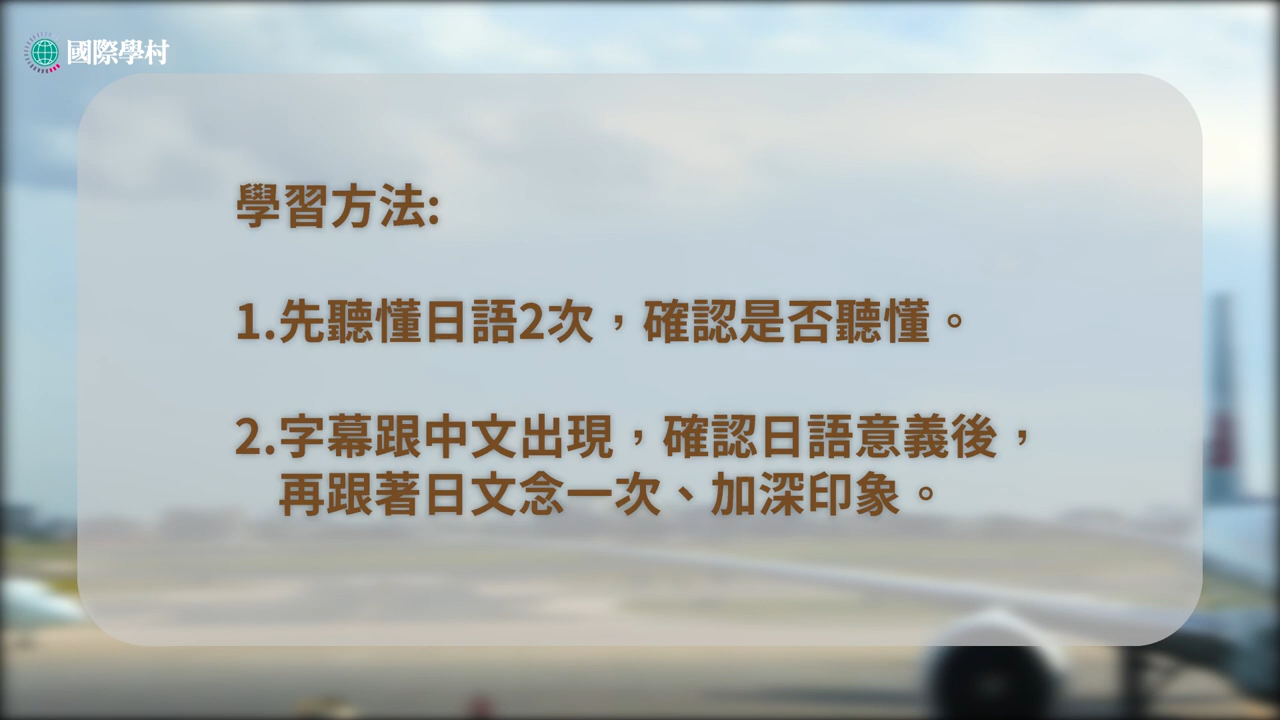 國際學村
學習方法:
1.先聽懂日語2次，確認是否聽懂。
2.字幕跟中文出現，確認日語意義後，
再跟著日文念一次、加深印象。